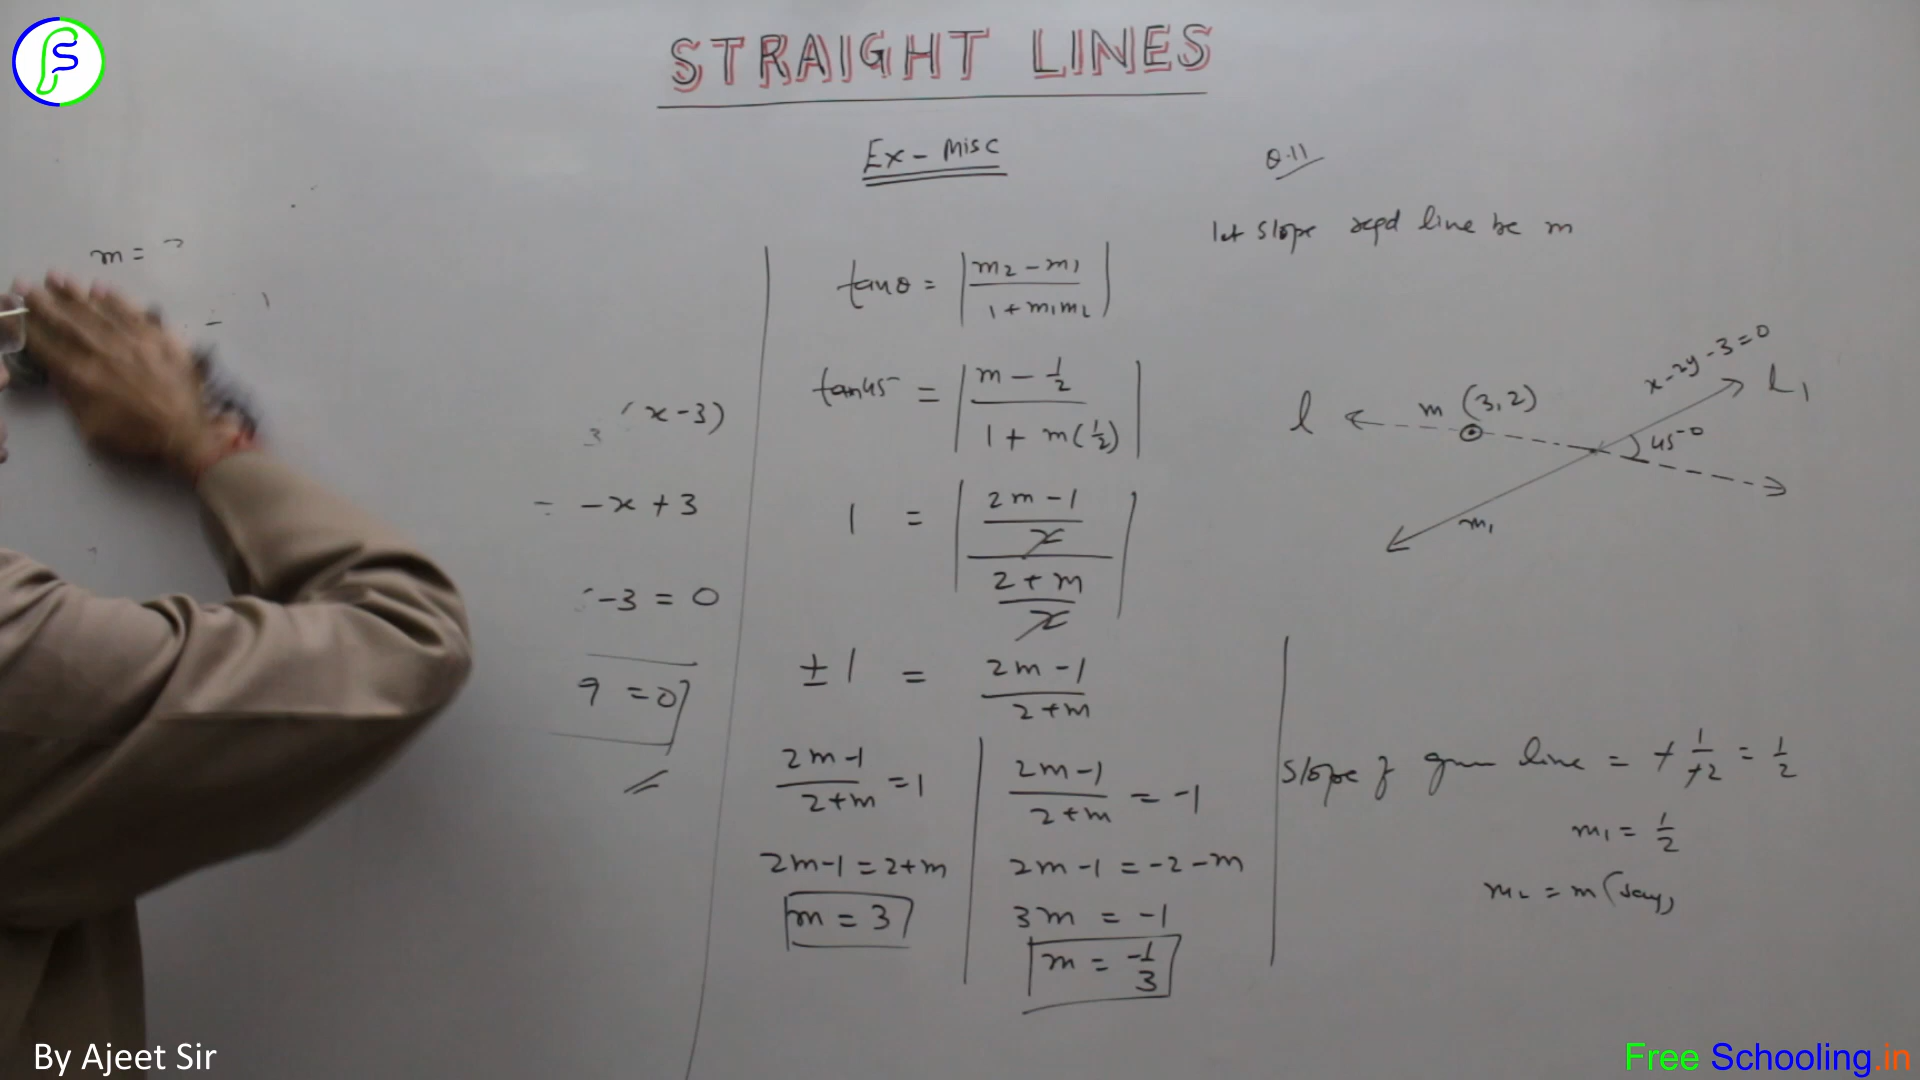 STRAIGHT LINES
Ex - Misc
Q.11
let slope reqd line be m
m =
(x-3)
= -x + 3
-3 = 0
9 = 0
tanθ = |m2 - m1 / 1 + m1m2|
tan45 = |m - 1/2 / 1 + m(1/2)|
1 = |2m - 1 / 2 / 2 + m / 2|
± 1 = 2m - 1 / 2 + m
2m-1 / 2+m = 1
2m-1=2+m
m = 3
2m-1 / 2+m = -1
2m-1 = -2-m
3m = -1
m = -1/3
x-2y-3=0
l1
l
m (3,2)
45°
m1
slope of line = +1/+2 = 1/2
m1 = 1/2
m2 = m (say)
By Ajeet Sir
Free Schooling.in